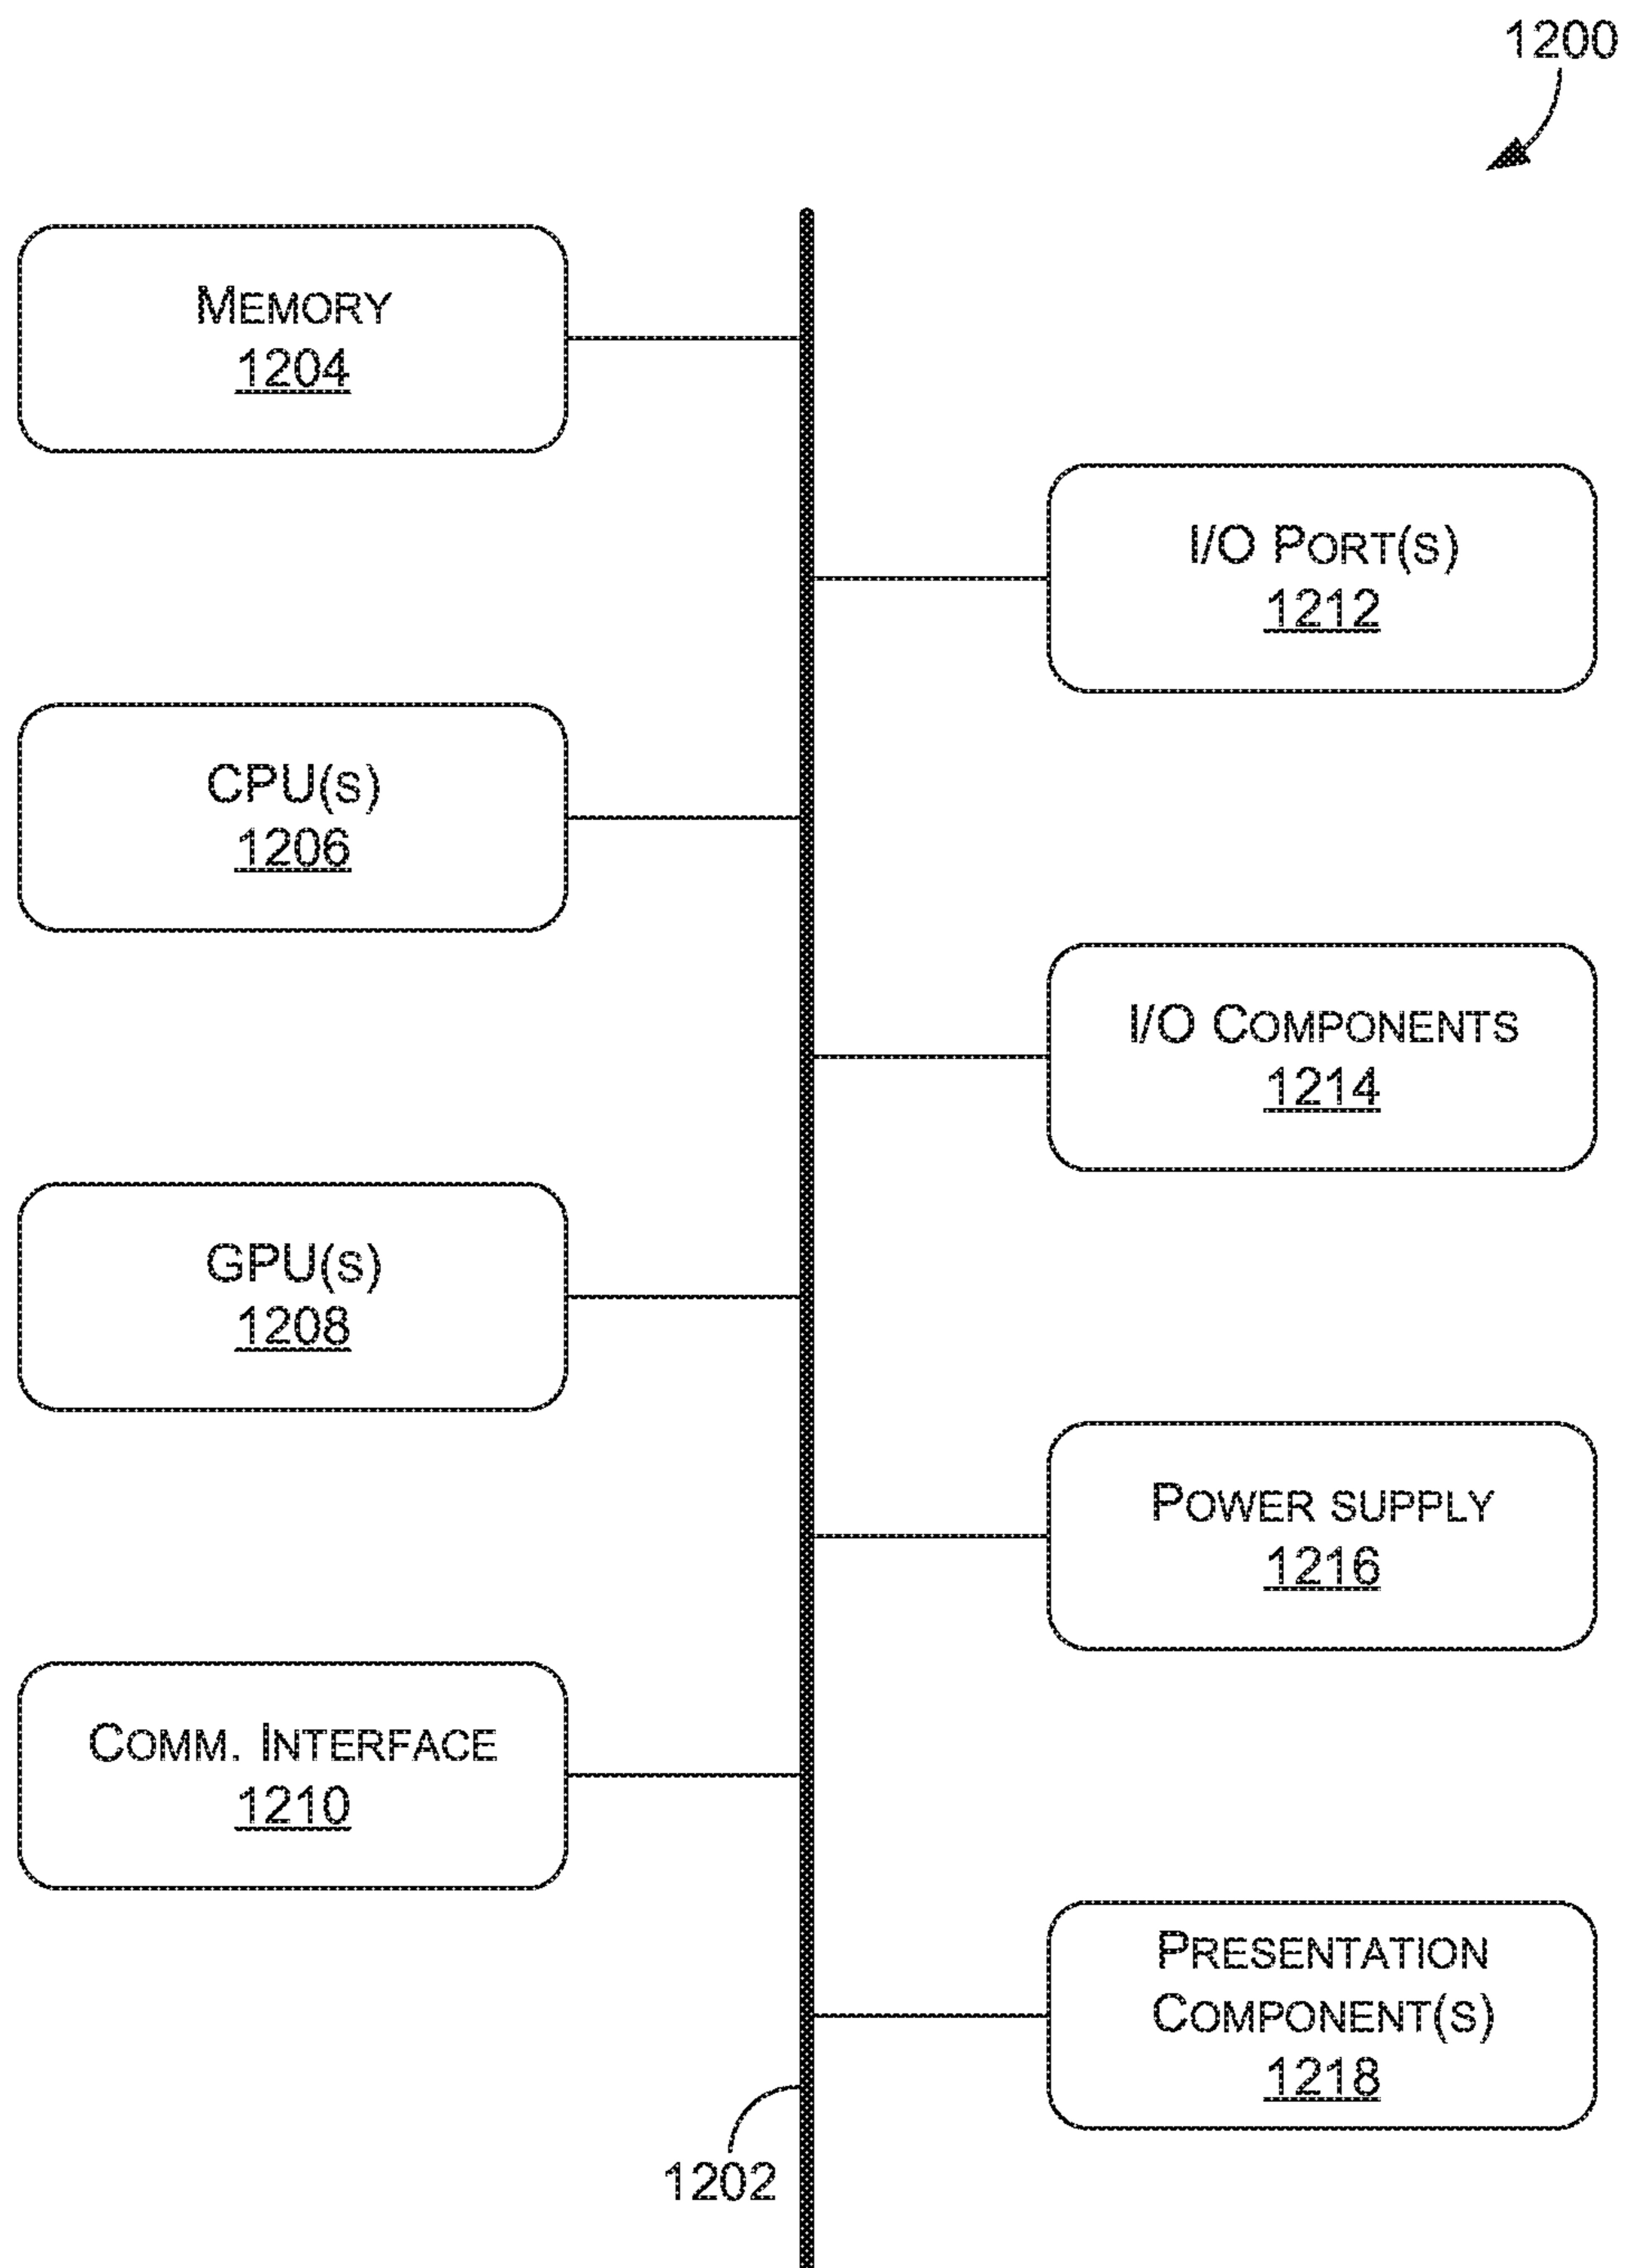 1200
MEMORY
1204
I/O PORT(S)
1212
CPU(S)
1206
I/O COMPONENTS
1214
GPU(S)
1208
POWER SUPPLY
1216
COMM. INTERFACE
1210
PRESENTATION
COMPONENT(S)
1218
1202